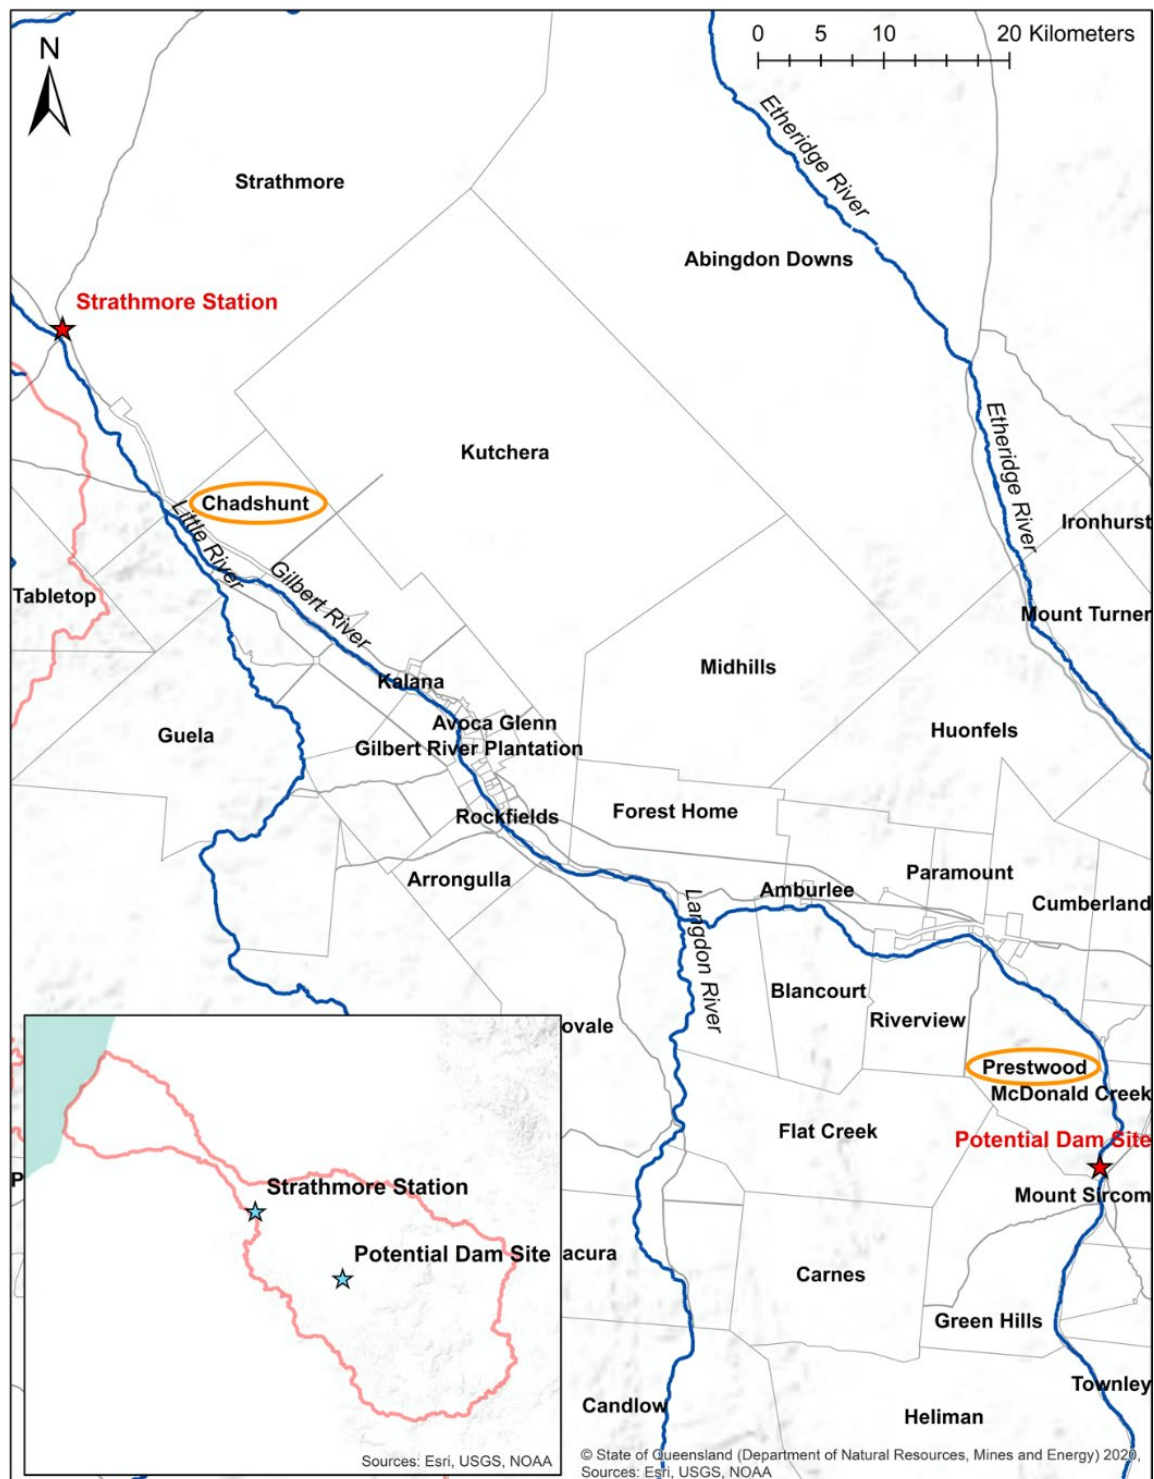 0 5 10 20 Kilometers
N
Etheridge River
Strathmore
Abingdon Downs
Strathmore Station
Etheridge River
Kutchera
Chadshunt
Little River
Ironhurst
Gilbert River
Tabletop
Mount Turner
Midhills
Kalana
Avoca Glenn
Guela
Huonfels
Gilbert River Plantation
Forest Home
Rockfields
Paramount
Arrongulla
Amburlee
Cumberland
Langdon River
Blancourt
Riverview
ovale
Prestwood
McDonald Creek
Flat Creek
Potential Dam Site
P
Strathmore Station
Mount Sircom
Potential Dam Site
acura
Carnes
Green Hills
Townley
Candlow
Heliman
Sources: Esri, USGS, NOAA
© State of Queensland (Department of Natural Resources, Mines and Energy) 2020,
Sources: Esri, USGS, NOAA